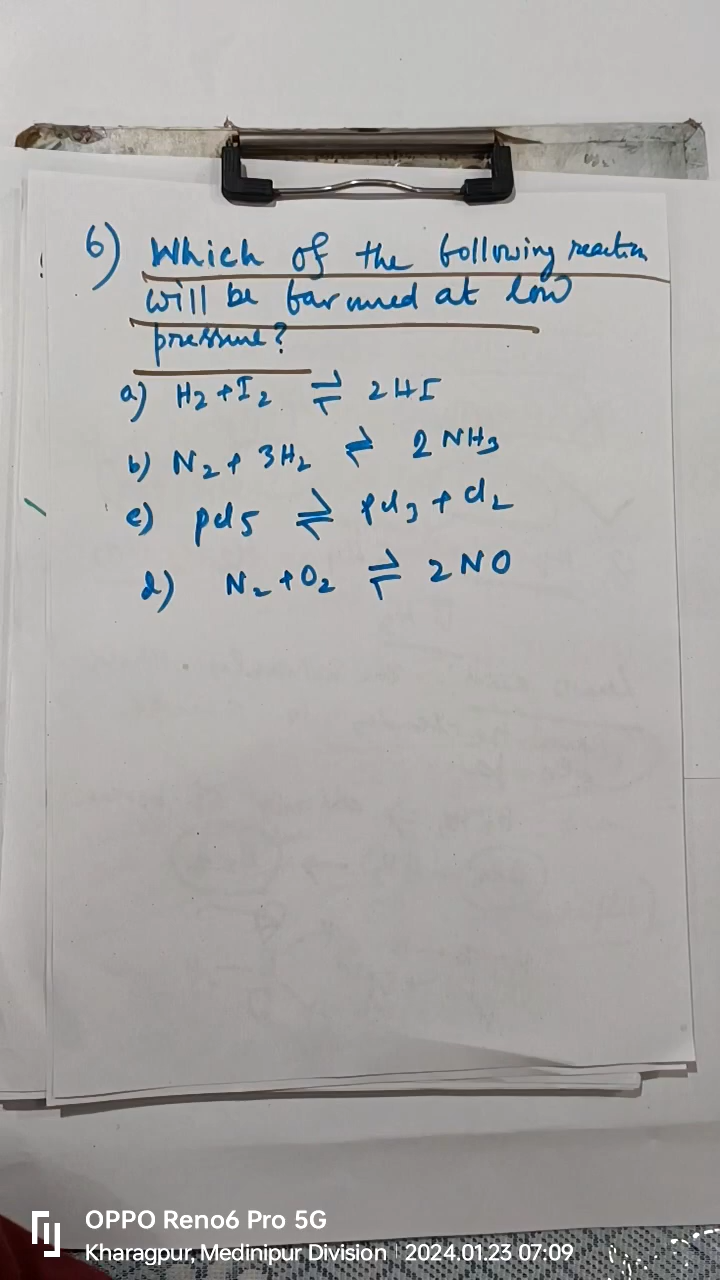 6) Which of the following reaction
will be favoured at low
pressure?
a) H₂ + I₂ ⇌ 2HI
b) N₂ + 3H₂ ⇌ 2NH₃
c) pcl₅ ⇌ pcl₃ + cl₂
d) N₂ + O₂ ⇌ 2NO
OPPO Reno6 Pro 5G
Kharagpur, Medinipur Division | 2024.01.23 07:09